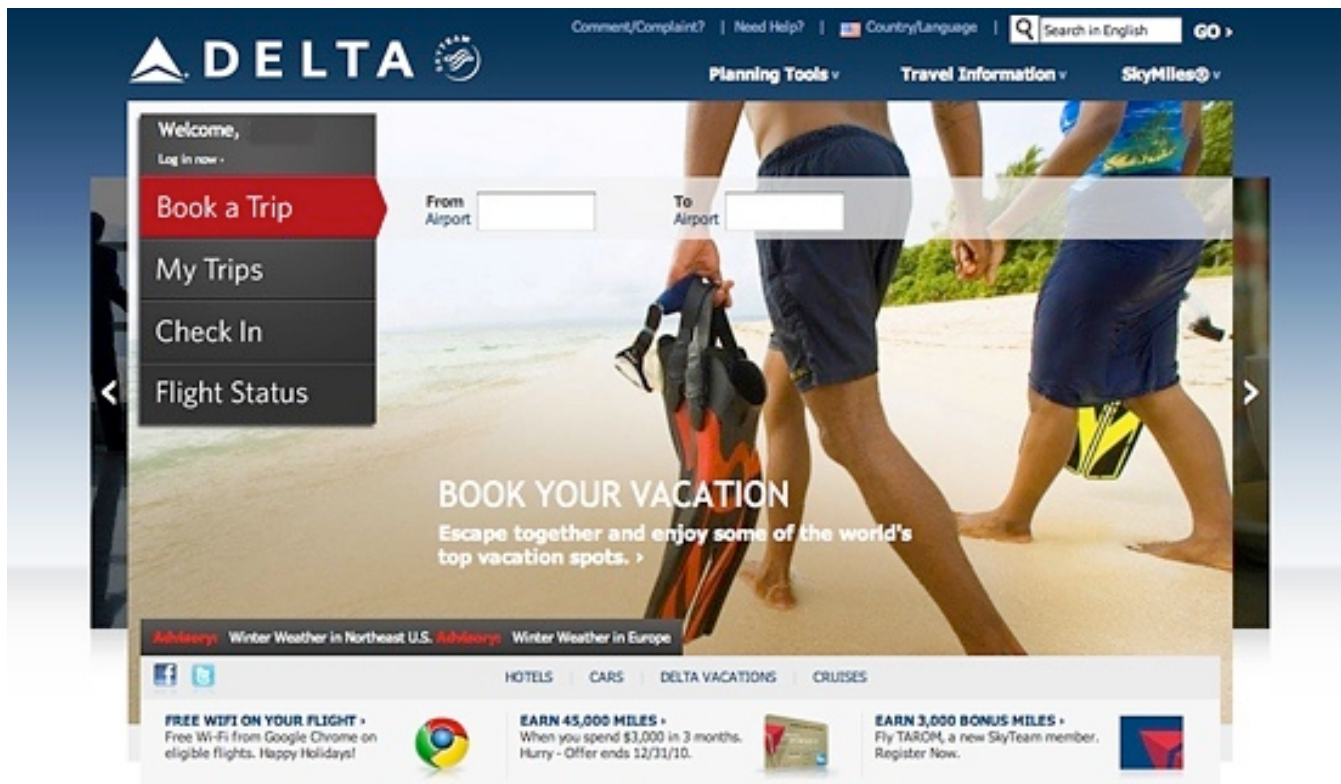 Comment/Complaint? | Need Help? | Country/Language | Search in English GO ›
DELTA SKYTEAM
Planning Tools v Travel Information v SkyMiles® v
Welcome,
Log in now ›
Book a Trip
From
Airport
To
Airport
My Trips
Check In
Flight Status
BOOK YOUR VACATION
Escape together and enjoy some of the world's
top vacation spots. ›
Advisory: Winter Weather in Northeast U.S. Advisory: Winter Weather in Europe
HOTELS | CARS | DELTA VACATIONS | CRUISES
FREE WIFI ON YOUR FLIGHT ›
Free Wi-Fi from Google Chrome on
eligible flights. Happy Holidays!
EARN 45,000 MILES ›
When you spend $3,000 in 3 months.
Hurry - Offer ends 12/31/10.
EARN 3,000 BONUS MILES ›
Fly TAROM, a new SkyTeam member.
Register Now.